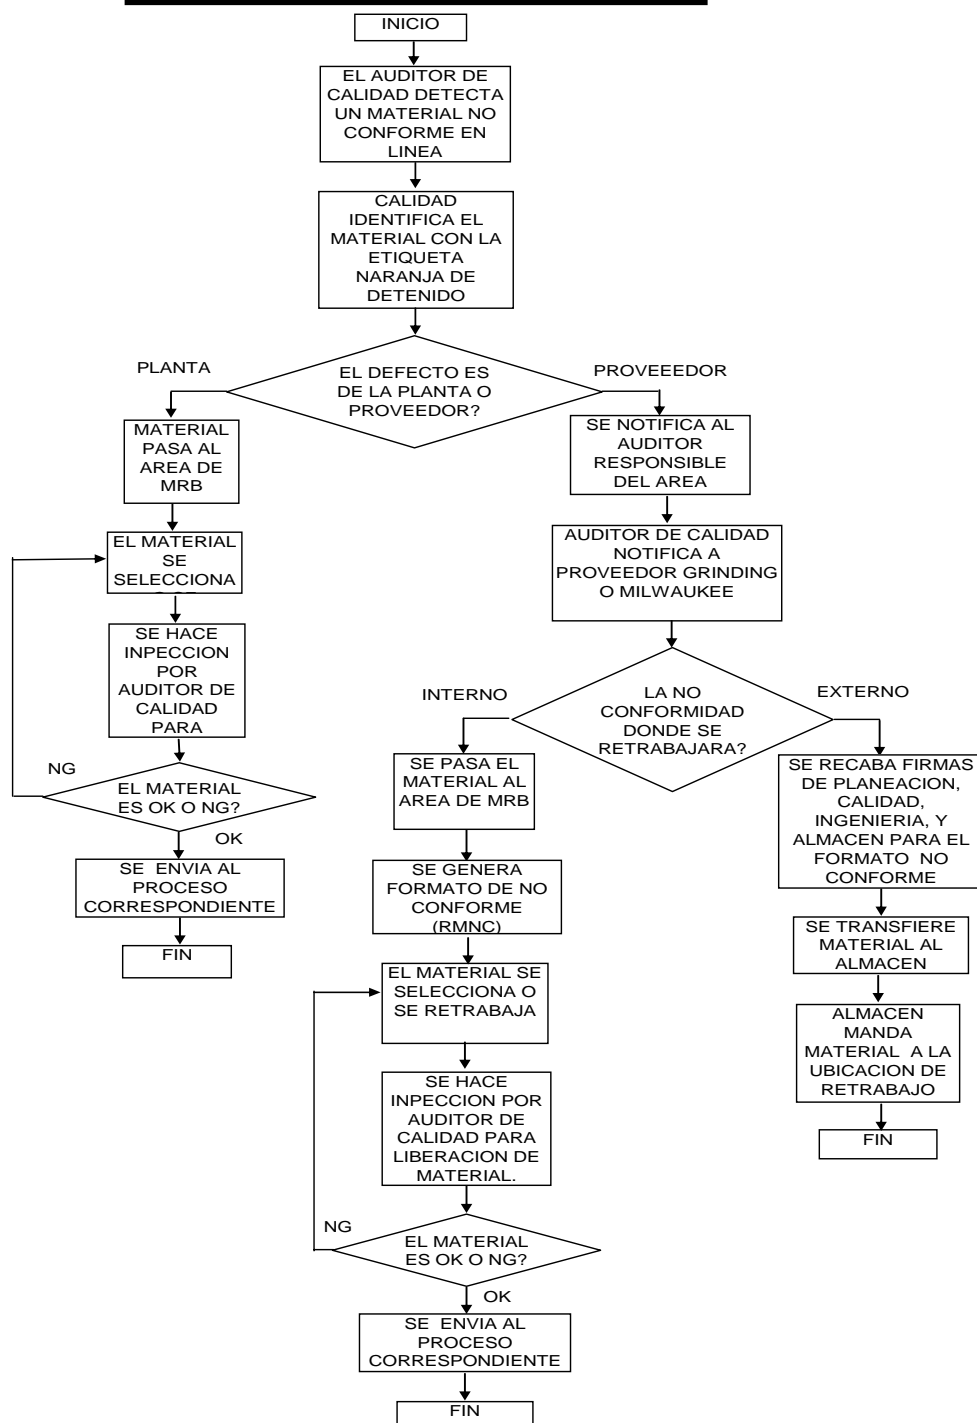 INICIO
EL AUDITOR DE
CALIDAD DETECTA
UN MATERIAL NO
CONFORME EN
LINEA
CALIDAD
IDENTIFICA EL
MATERIAL CON LA
ETIQUETA
NARANJA DE
DETENIDO
EL DEFECTO ES
DE LA PLANTA O
PROVEEDOR?
PLANTA
MATERIAL
PASA AL
AREA DE
MRB
EL MATERIAL
SE
SELECCIONA
SE HACE
INPECCION
POR
AUDITOR DE
CALIDAD
PARA
NG
EL MATERIAL
ES OK O NG?
OK
SE ENVIA AL
PROCESO
CORRESPONDIENTE
FIN
PROVEEEDOR
SE NOTIFICA AL
AUDITOR
RESPONSIBLE
DEL AREA
AUDITOR DE CALIDAD
NOTIFICA A
PROVEEDOR GRINDING
O MILWAUKEE
LA NO
CONFORMIDAD
DONDE SE
RETRABAJARA?
INTERNO
SE PASA EL
MATERIAL AL
AREA DE MRB
SE GENERA
FORMATO DE NO
CONFORME
(RMNC)
EL MATERIAL SE
SELECCIONA O
SE RETRABAJA
SE HACE
INPECCION POR
AUDITOR DE
CALIDAD PARA
LIBERACION DE
MATERIAL.
NG
EL MATERIAL
ES OK O NG?
OK
SE ENVIA AL
PROCESO
CORRESPONDIENTE
FIN
EXTERNO
SE RECABA FIRMAS
DE PLANEACION,
CALIDAD,
INGENIERIA, Y
ALMACEN PARA EL
FORMATO NO
CONFORME
SE TRANSFIERE
MATERIAL AL
ALMACEN
ALMACEN
MANDA
MATERIAL A LA
UBICACION DE
RETRABAJO
FIN